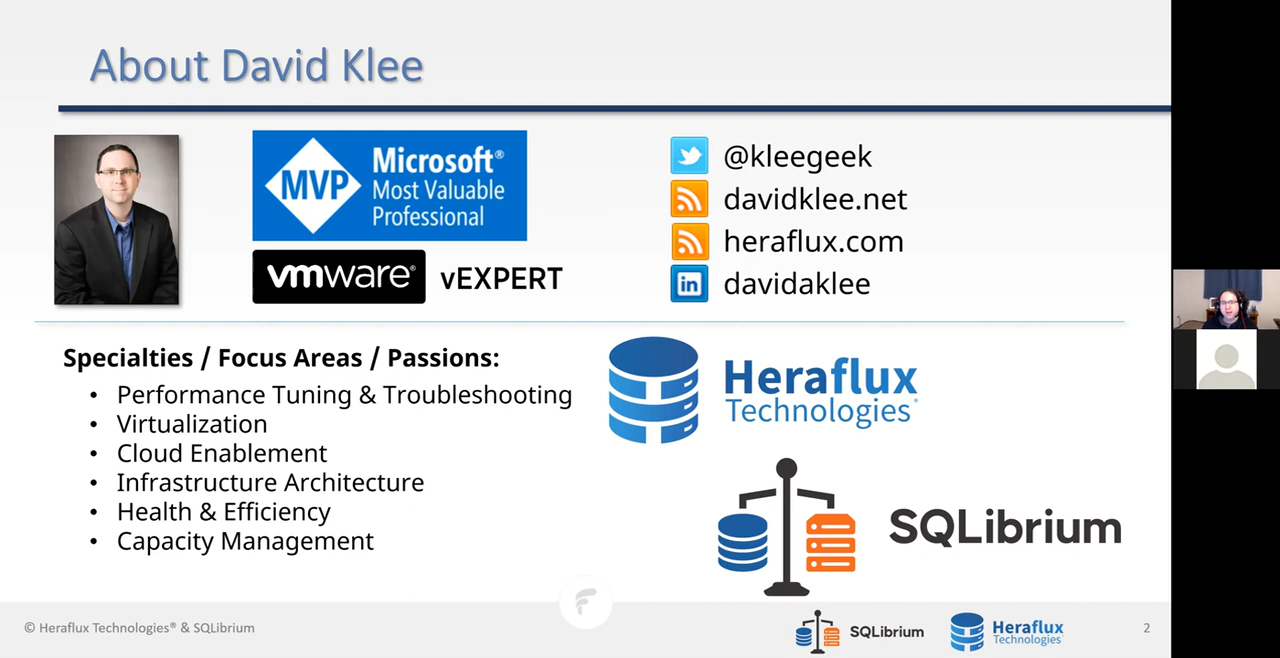 About David Klee
MVP
Microsoft®
Most Valuable
Professional
vmware® vEXPERT
@kleegeek
davidklee.net
heraflux.com
in davidaklee
Specialties / Focus Areas / Passions:
• Performance Tuning & Troubleshooting
• Virtualization
• Cloud Enablement
• Infrastructure Architecture
• Health & Efficiency
• Capacity Management
Heraflux
Technologies®
SQLibrium
© Heraflux Technologies® & SQLibrium
SQLibrium
Heraflux
Technologies
2